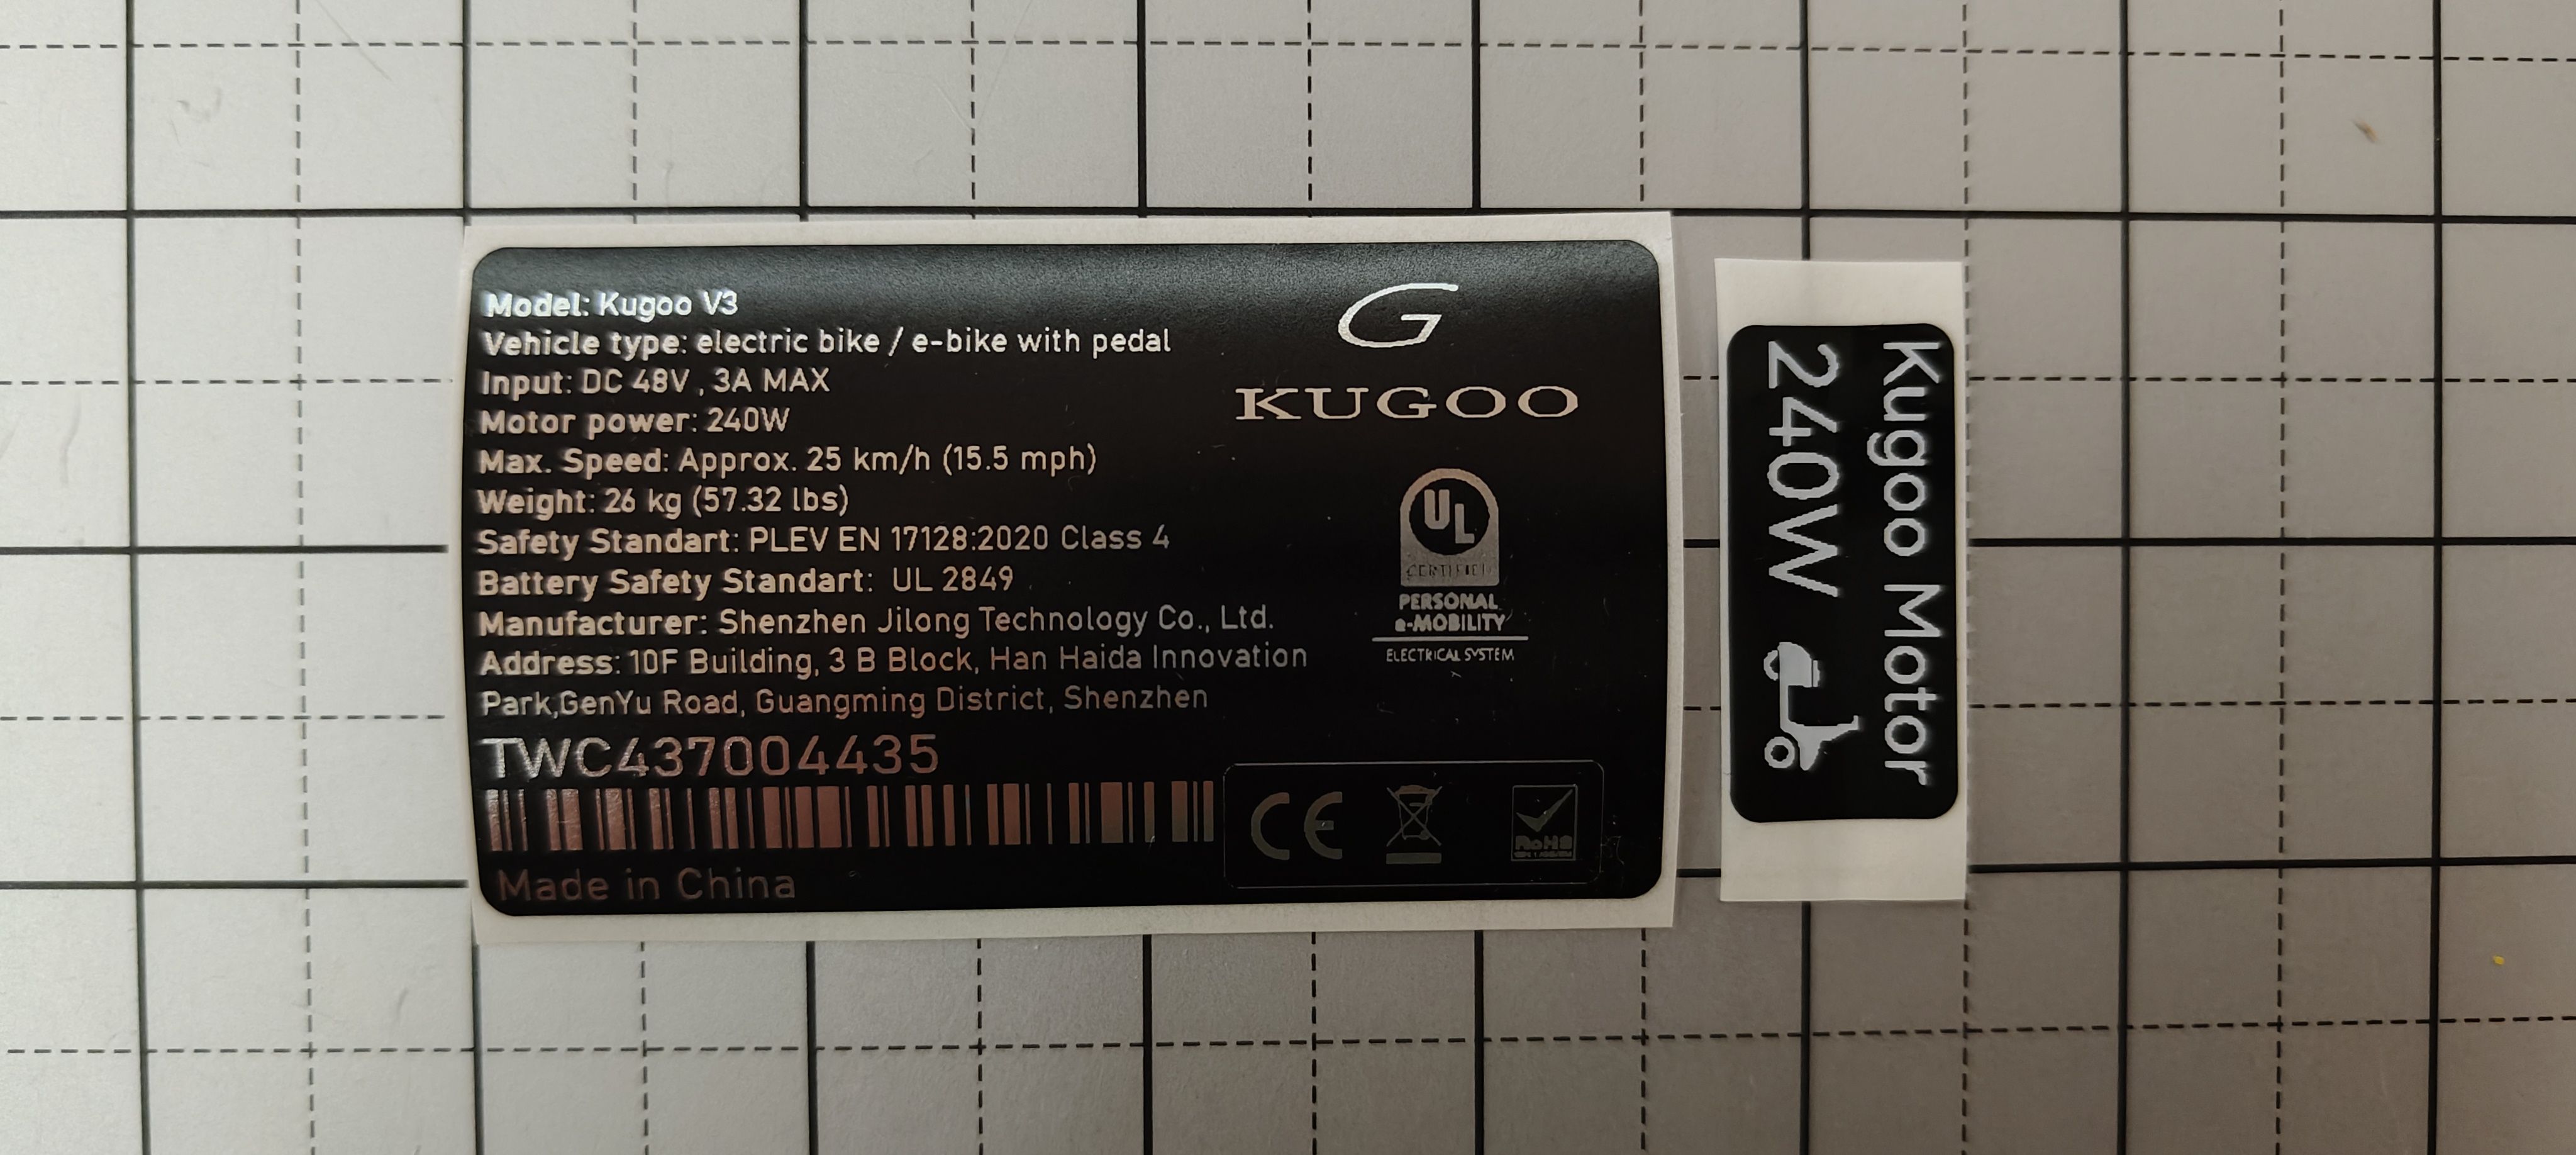 Model: Kugoo V3
Vehicle type: electric bike / e-bike with pedal
Input: DC 48V , 3A MAX
Motor power: 240W
Max. Speed: Approx. 25 km/h (15.5 mph)
Weight: 26 kg (57.32 lbs)
Safety Standart: PLEV EN 17128:2020 Class 4
Battery Safety Standart: UL 2849
Manufacturer: Shenzhen Jilong Technology Co., Ltd.
Address: 10F Building, 3 B Block, Han Haida Innovation
Park,GenYu Road, Guangming District, Shenzhen
TWC437004435
Made in China
G
KUGOO
UL
CERTIFIED
PERSONAL
e-MOBILITY
ELECTRICAL SYSTEM
CE
RoHS
Kugoo Motor
240W